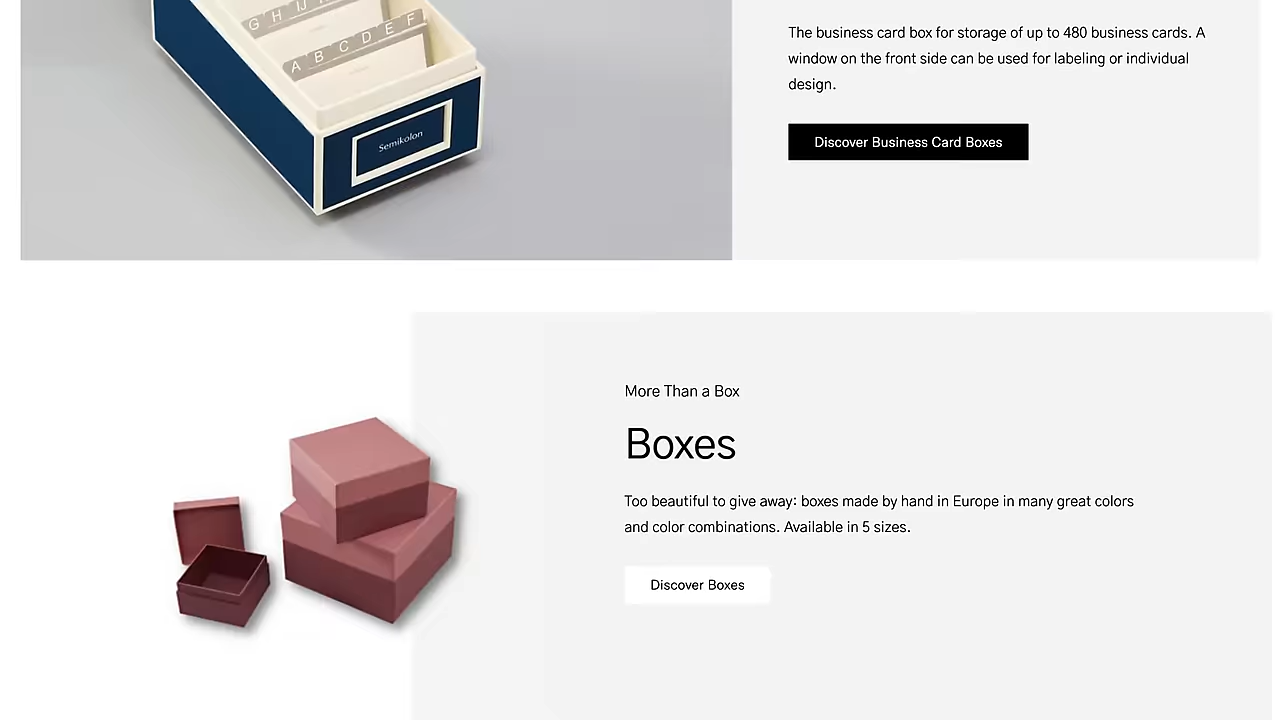 G H IJ
A B C D E F
Semikolon
The business card box for storage of up to 480 business cards. A
window on the front side can be used for labeling or individual
design.
Discover Business Card Boxes
More Than a Box
Boxes
Too beautiful to give away: boxes made by hand in Europe in many great colors
and color combinations. Available in 5 sizes.
Discover Boxes